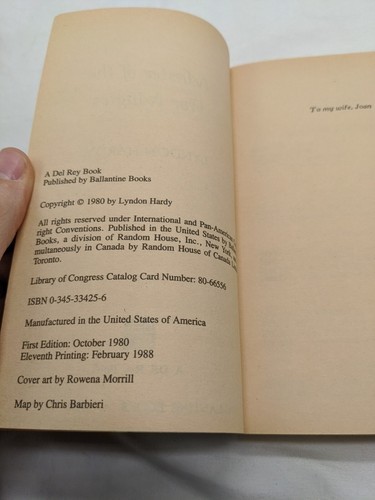 A Del Rey Book
Published by Ballantine Books
Copyright © 1980 by Lyndon Hardy
All rights reserved under International and Pan-American
right Conventions. Published in the United States by
Books, a division of Random House, Inc., New York,
multaneously in Canada by Random House of Canada
Toronto.
Library of Congress Catalog Card Number: 80-66556
ISBN 0-345-33425-6
Manufactured in the United States of America
First Edition: October 1980
Eleventh Printing: February 1988
Cover art by Rowena Morrill
Map by Chris Barbieri
To my wife, Joan